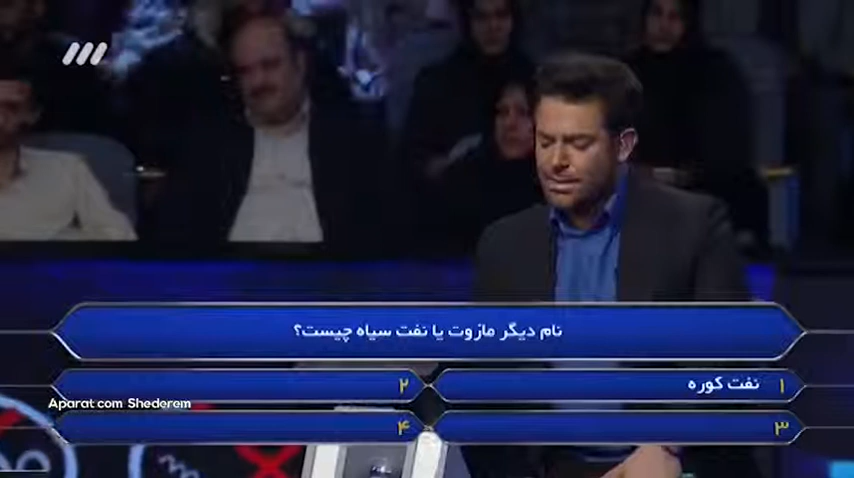 نام دیگر مازوت یا نفت سیاه چیست؟
۱ نفت کوره
۲
۳
۴
Aparat com Shederem